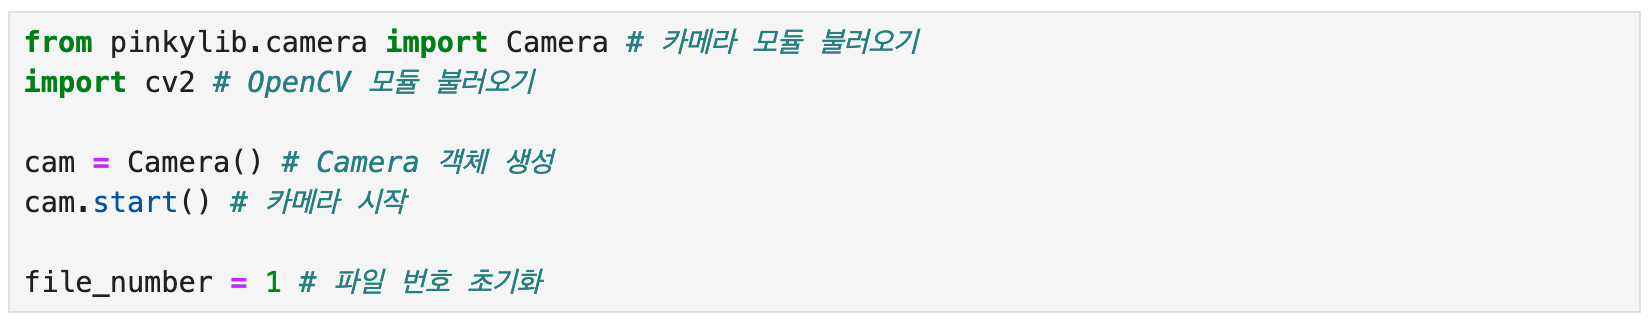 from pinkylib.camera import Camera # 카메라 모듈 불러오기
import cv2 # OpenCV 모듈 불러오기
cam = Camera() # Camera 객체 생성
cam.start() # 카메라 시작
file_number = 1 # 파일 번호 초기화